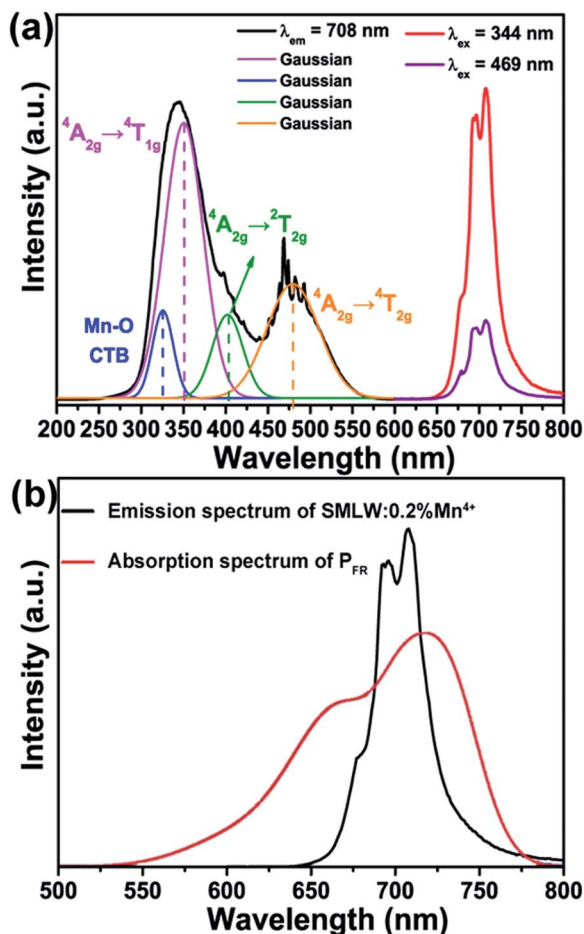 (a)
λem = 708 nm
Gaussian
Gaussian
Gaussian
Gaussian
λex = 344 nm
λex = 469 nm
⁴A₂g→⁴T₁g
⁴A₂g→²T₂g
⁴A₂g→⁴T₂g
Mn-O
CTB
Intensity (a.u.)
200 250 300 350 400 450 500 550 600 650 700 750 800
Wavelength (nm)
(b)
Emission spectrum of SMLW:0.2%Mn⁴⁺
Absorption spectrum of PFR
Intensity (a.u.)
500 550 600 650 700 750 800
Wavelength (nm)